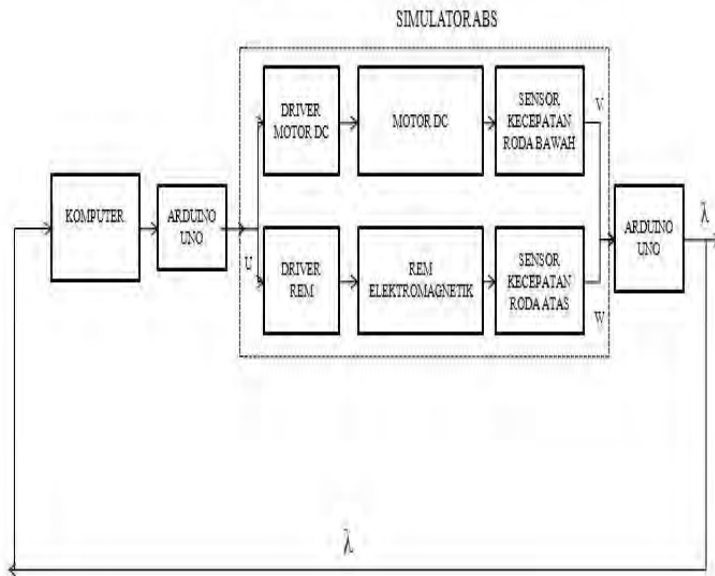 SIMULATOR ABS
DRIVER
MOTOR DC
MOTOR DC
SENSOR
KECEPATAN
RODA BAWAH
V
KOMPUTER
ARDUINO
UNO
U
DRIVER
REM
REM
ELEKTROMAGNETIK
SENSOR
KECEPATAN
RODA ATAS
W
ARDUINO
UNO
λ
λ